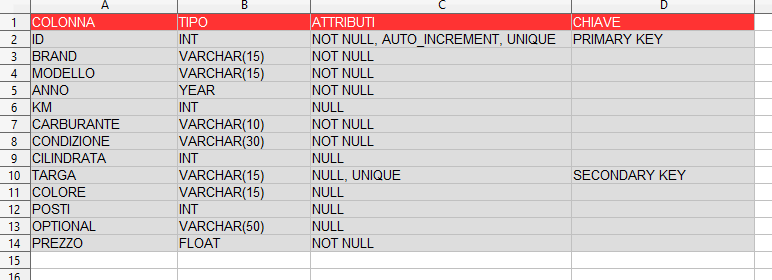 A B C D
1 COLONNA TIPO ATTRIBUTI CHIAVE
2 ID INT NOT NULL, AUTO_INCREMENT, UNIQUE PRIMARY KEY
3 BRAND VARCHAR(15) NOT NULL
4 MODELLO VARCHAR(15) NOT NULL
5 ANNO YEAR NOT NULL
6 KM INT NULL
7 CARBURANTE VARCHAR(10) NOT NULL
8 CONDIZIONE VARCHAR(30) NOT NULL
9 CILINDRATA INT NULL
10 TARGA VARCHAR(15) NULL, UNIQUE SECONDARY KEY
11 COLORE VARCHAR(15) NULL
12 POSTI INT NULL
13 OPTIONAL VARCHAR(50) NULL
14 PREZZO FLOAT NOT NULL
15
16